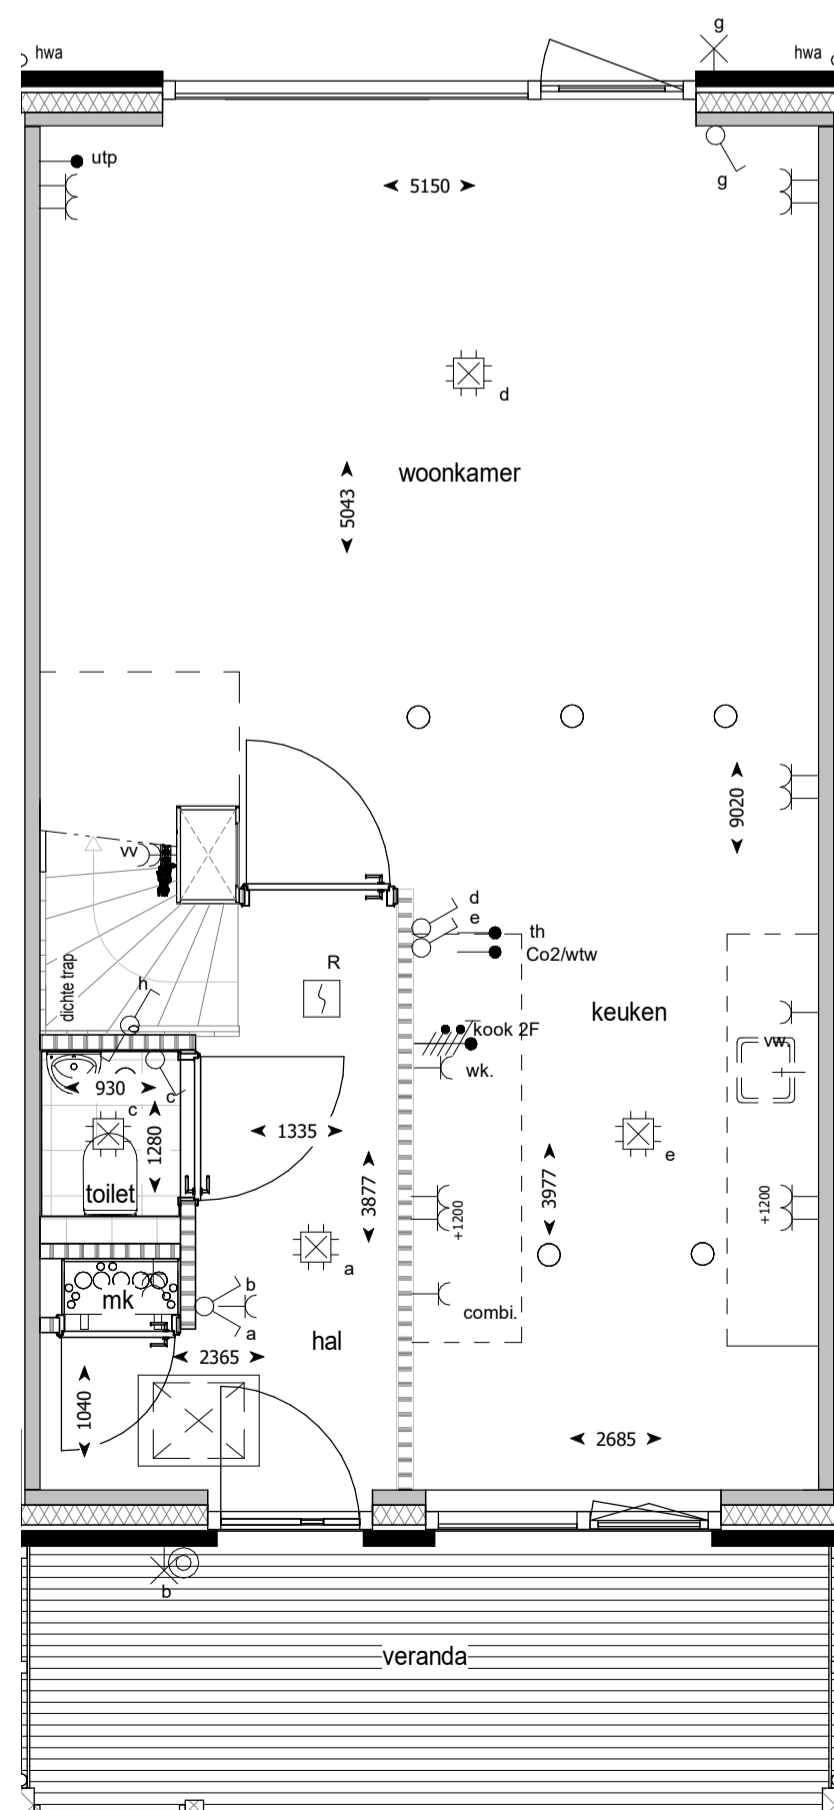 g
hwa
hwa
utp
5150
g
d
woonkamer
5043
9020
vv
d
e
th
Co2/wtw
R
dichte trap
h
keuken
kook 2F
wk.
vw.
930
c
c
1280
1335
3877
3977
e
toilet
+1200
+1200
a
mk
b
a
combi.
hal
2365
1040
2685
b
veranda